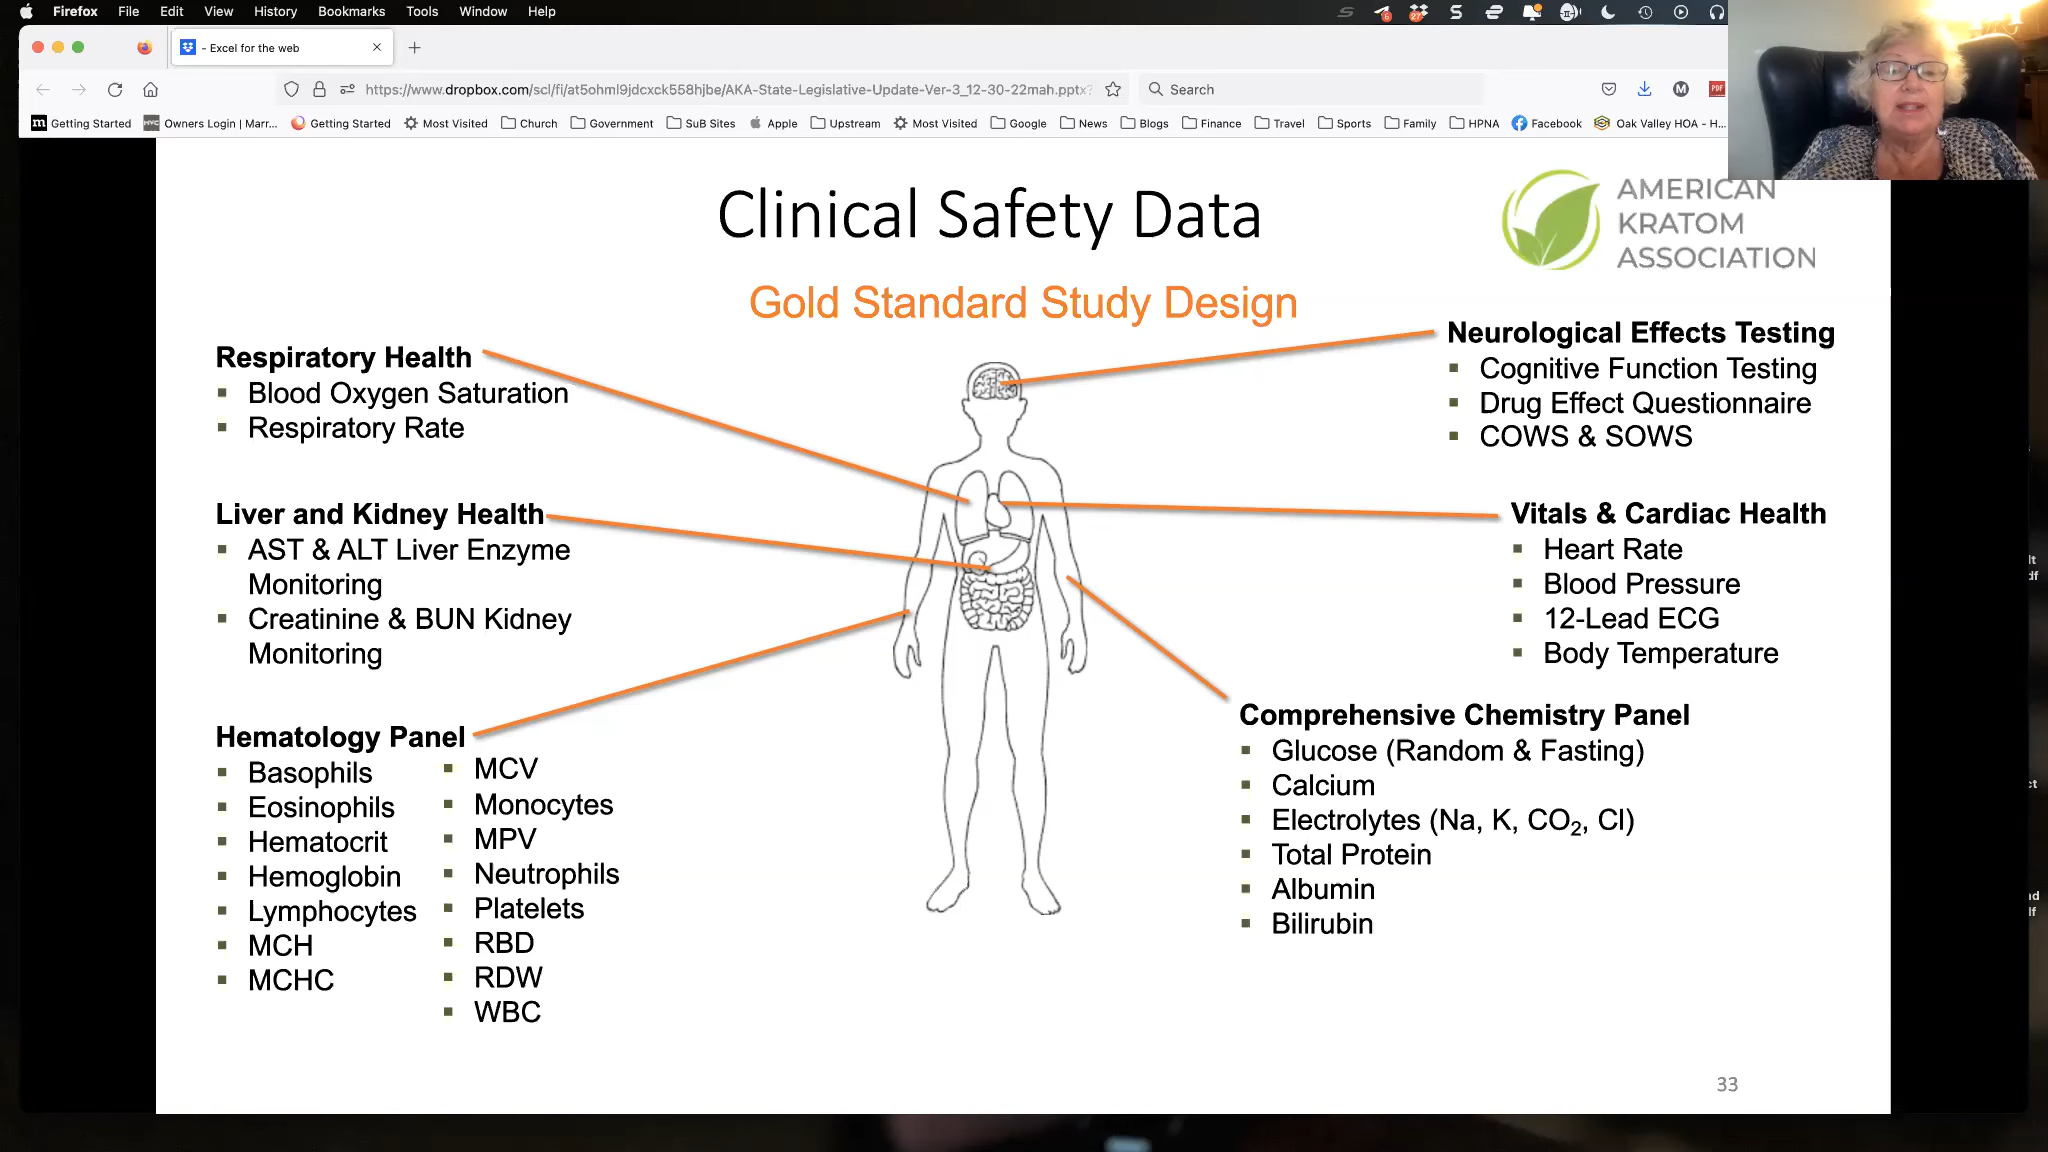 Firefox File Edit View History Bookmarks Tools Window Help
6
27
- Excel for the web
https://www.dropbox.com/scl/fi/at5ohml9jdcxck558hjbe/AKA-State-Legislative-Update-Ver-3_12-30-22mah.pptx?
Search
M
PDF
m Getting Started
MVC Owners Login | Marr...
Getting Started
Most Visited
Church
Government
SuB Sites
Apple
Upstream
Most Visited
Google
News
Blogs
Finance
Travel
Sports
Family
HPNA
Facebook
Oak Valley HOA - H...
Clinical Safety Data
AMERICAN
KRATOM
ASSOCIATION
Gold Standard Study Design
Respiratory Health
▪ Blood Oxygen Saturation
▪ Respiratory Rate
Liver and Kidney Health
▪ AST & ALT Liver Enzyme
Monitoring
▪ Creatinine & BUN Kidney
Monitoring
Hematology Panel
▪ Basophils
▪ Eosinophils
▪ Hematocrit
▪ Hemoglobin
▪ Lymphocytes
▪ MCH
▪ MCHC
▪ MCV
▪ Monocytes
▪ MPV
▪ Neutrophils
▪ Platelets
▪ RBD
▪ RDW
▪ WBC
Neurological Effects Testing
▪ Cognitive Function Testing
▪ Drug Effect Questionnaire
▪ COWS & SOWS
Vitals & Cardiac Health
▪ Heart Rate
▪ Blood Pressure
▪ 12-Lead ECG
▪ Body Temperature
Comprehensive Chemistry Panel
▪ Glucose (Random & Fasting)
▪ Calcium
▪ Electrolytes (Na, K, CO₂, Cl)
▪ Total Protein
▪ Albumin
▪ Bilirubin
33